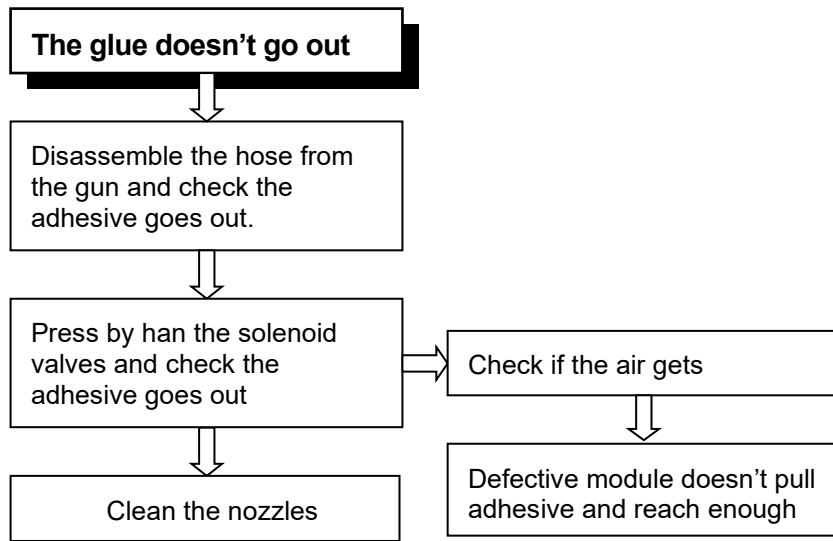 The glue doesn’t go out
Disassemble the hose from
the gun and check the
adhesive goes out.
Press by han the solenoid
valves and check the
adhesive goes out
Check if the air gets
Clean the nozzles
Defective module doesn’t pull
adhesive and reach enough